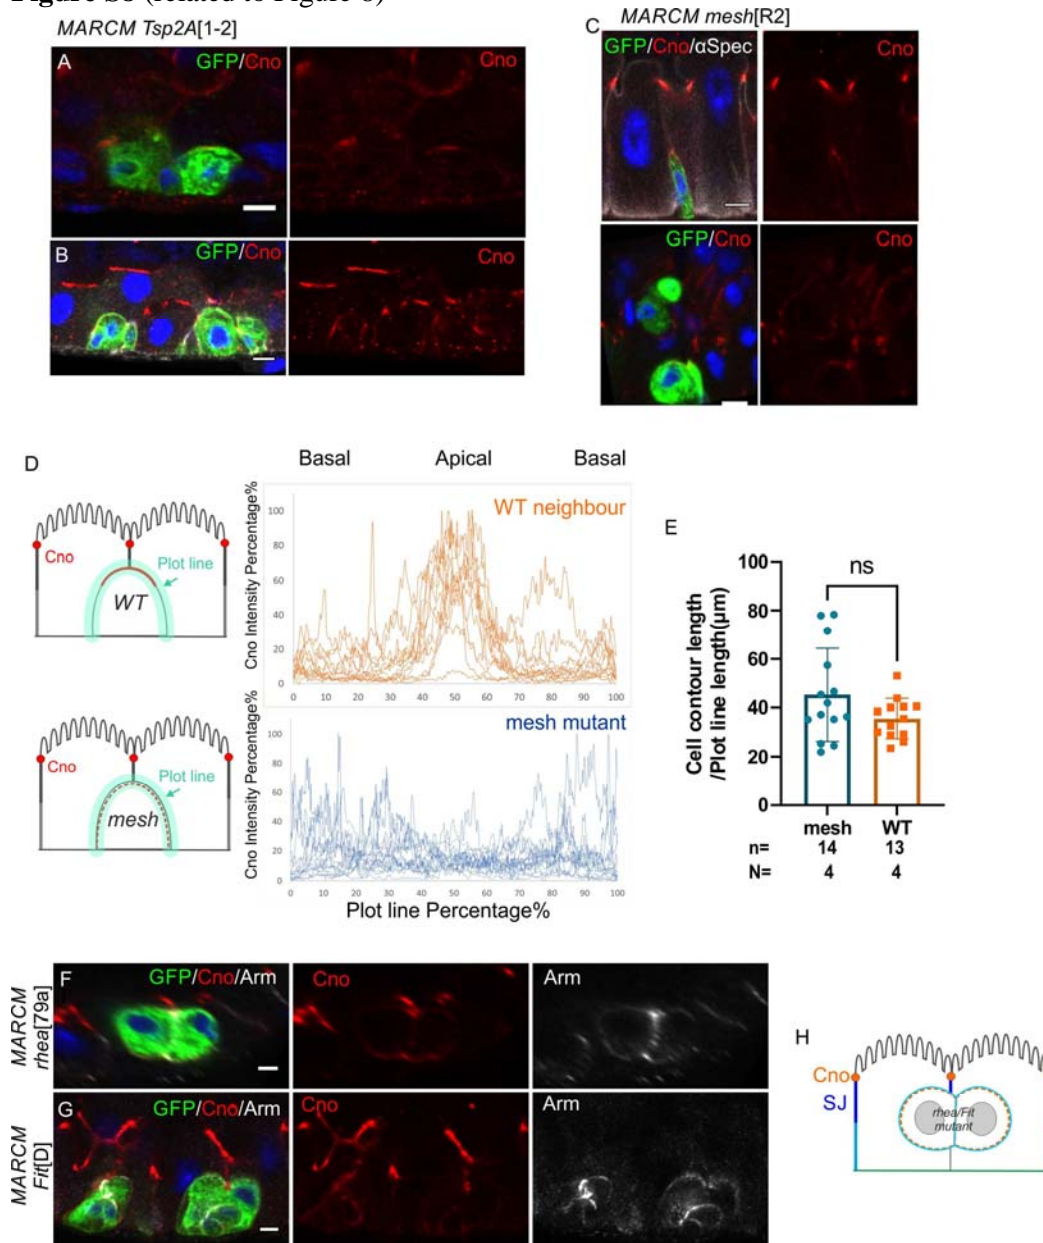 Figure S8 (related to Figure 8)
MARCM Tsp2A[1-2]
A
GFP/Cno
Cno
B
GFP/Cno
Cno
MARCM mesh[R2]
C
GFP/Cno/αSpec
Cno
GFP/Cno
Cno
D
Cno
Plot line
WT
Cno
Plot line
mesh
Basal Apical Basal
WT neighbour
Cno Intensity Percentage%
100
80
60
40
20
0
0 10 20 30 40 50 60 70 80 90 100
mesh mutant
Cno Intensity Percentage%
100
80
60
40
20
0
0 10 20 30 40 50 60 70 80 90 100
Plot line Percentage%
E
Cell contour length
/Plot line length(μm)
100
80
60
40
20
0
ns
mesh WT
n= 14 13
N= 4 4
MARCM
rhea[79a]
F
GFP/Cno/Arm
Cno
Arm
MARCM
Fit[D]
G
GFP/Cno/Arm
Cno
Arm
H
Cno
SJ
rhea/Fit
mutant